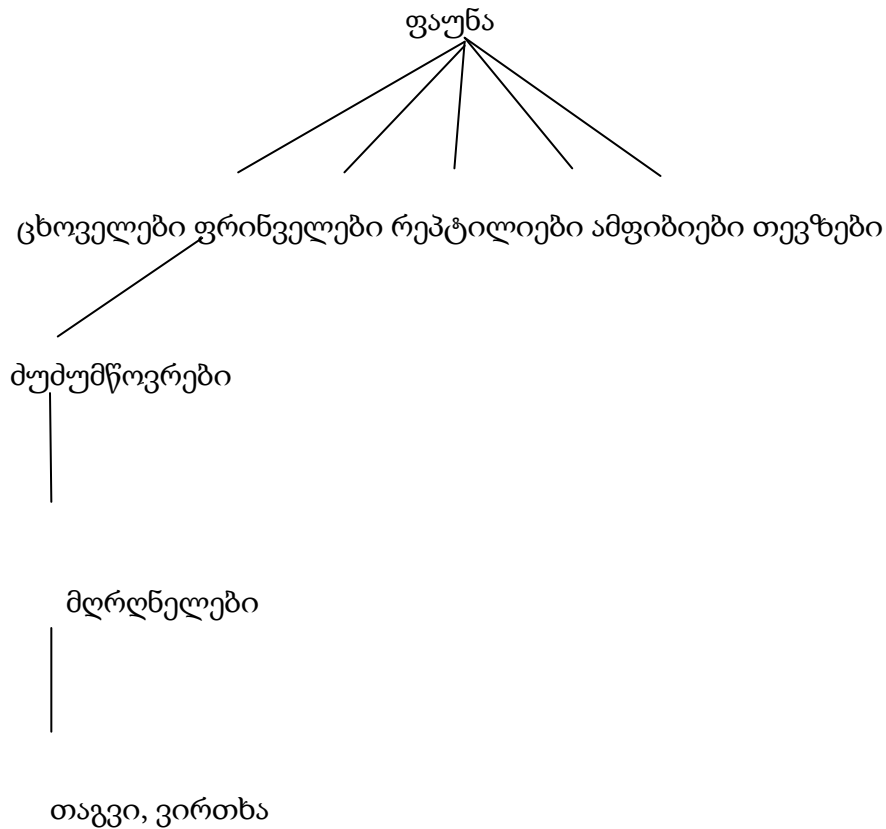 ფაუნა
ცხოველები ფრინველები რეპტილიები ამფიბიები თევზები
ძუძუმწოვრები
მღრღნელები
თაგვი, ვირთხა